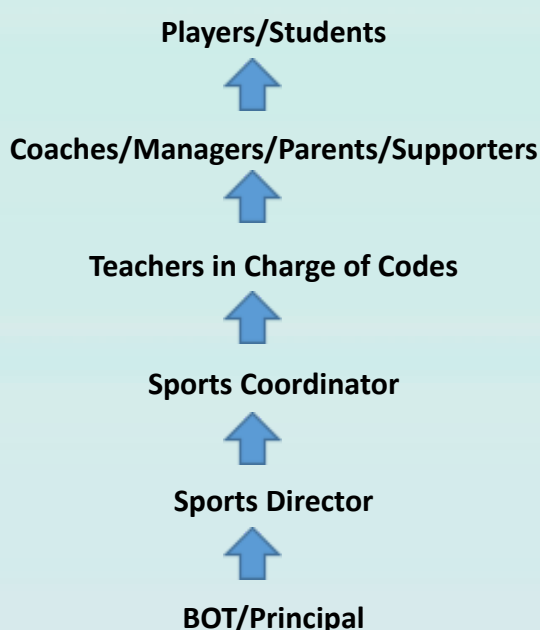 Players/Students
Coaches/Managers/Parents/Supporters
Teachers in Charge of Codes
Sports Coordinator
Sports Director
BOT/Principal